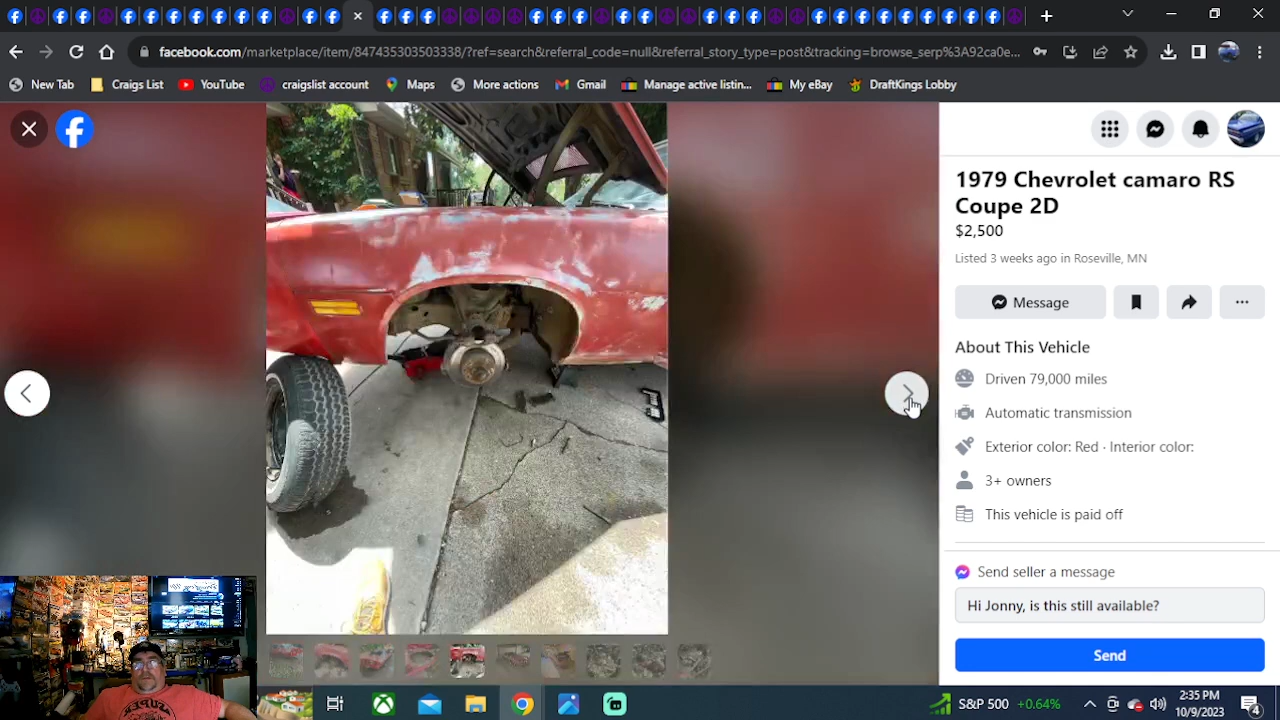 facebook.com/marketplace/item/847435303503338/?ref=search&referral_code=null&referral_story_type=post&tracking=browse_serp%3A92ca0e...
New Tab
Craigs List
YouTube
craigslist account
Maps
More actions
Gmail
Manage active listin...
My eBay
DraftKings Lobby
1979 Chevrolet camaro RS
Coupe 2D
$2,500
Listed 3 weeks ago in Roseville, MN
Message
About This Vehicle
Driven 79,000 miles
Automatic transmission
Exterior color: Red · Interior color:
3+ owners
This vehicle is paid off
Send seller a message
Hi Jonny, is this still available?
Send
S&P 500 +0.64%
2:35 PM
10/9/2023
4